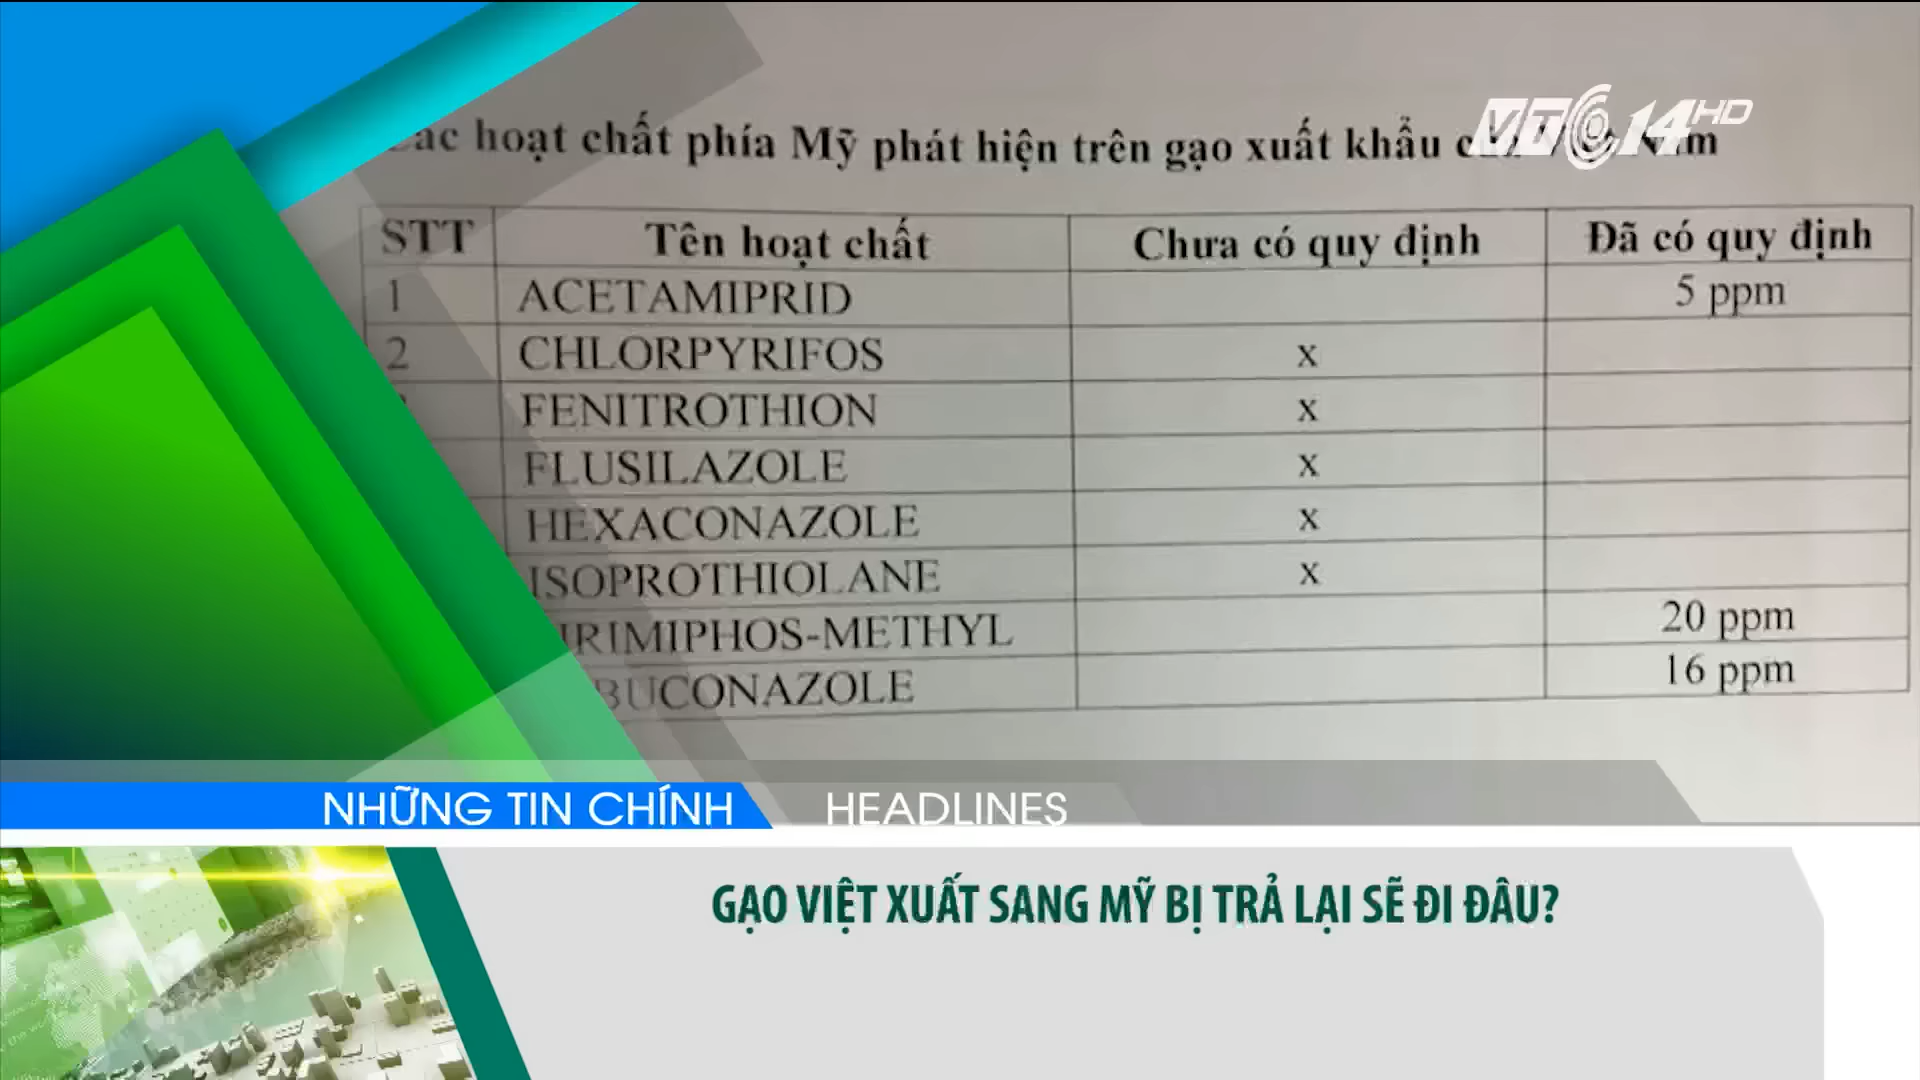 VTC14 HD
Các hoạt chất phía Mỹ phát hiện trên gạo xuất khẩu
STT Tên hoạt chất Chưa có quy định Đã có quy định
1 ACETAMIPRID 5 ppm
2 CHLORPYRIFOS x
FENITROTHION x
FLUSILAZOLE x
HEXACONAZOLE x
ISOPROTHIOLANE x
IRIMIPHOS-METHYL 20 ppm
BUCONAZOLE 16 ppm
NHỮNG TIN CHÍNH HEADLINES
GẠO VIỆT XUẤT SANG MỸ BỊ TRẢ LẠI SẼ ĐI ĐÂU?